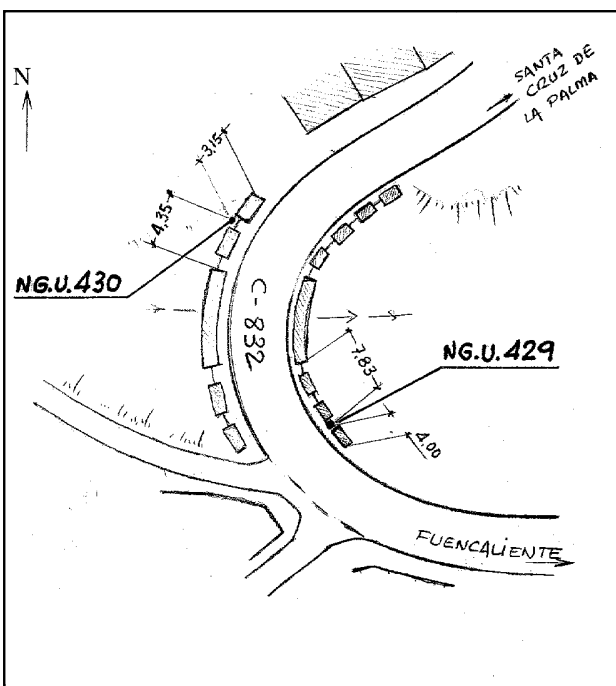 N
SANTA
CRUZ DE
LA PALMA
3,15
4,35
NG.U.430
C-832
NG.U.429
7,83
4,00
FUENCALIENTE